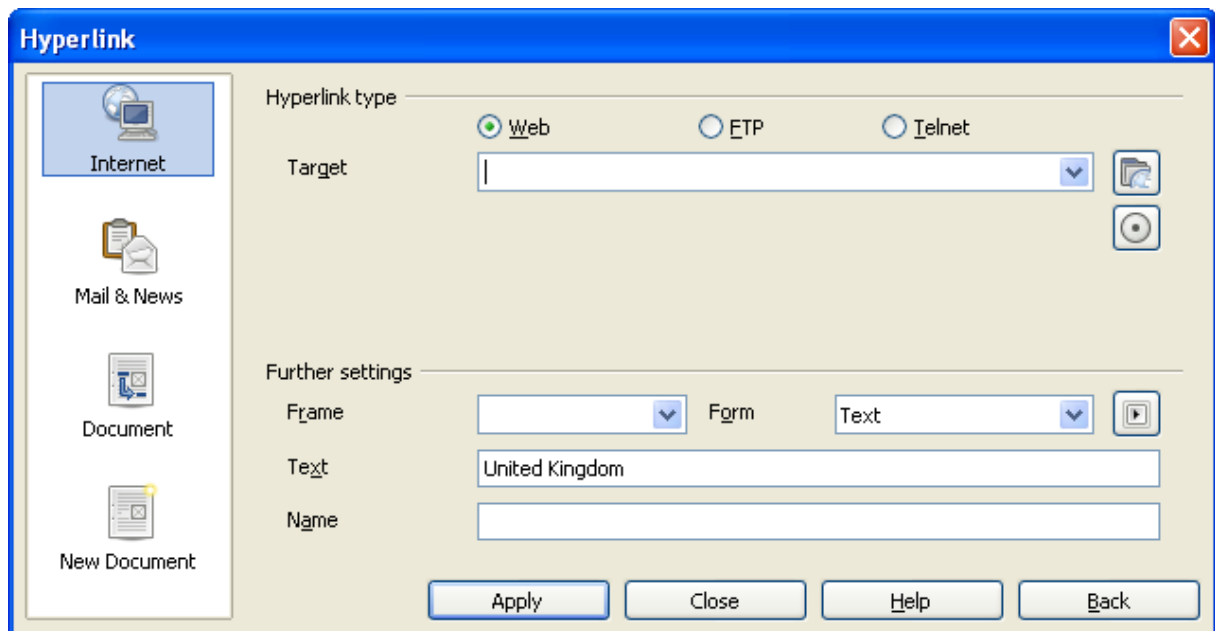 Hyperlink
Internet
Mail & News
Document
New Document
Hyperlink type
Web FTP Telnet
Target
Further settings
Frame Form Text
Text United Kingdom
Name
Apply Close Help Back